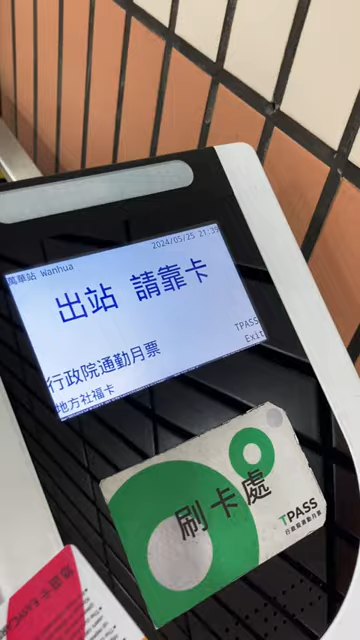 萬華站 Wanhua
2024/05/25 21:39
出站 請靠卡
TPASS
行政院通勤月票
Exit
地方社福卡
刷卡處
TPASS
行政院通勤月票